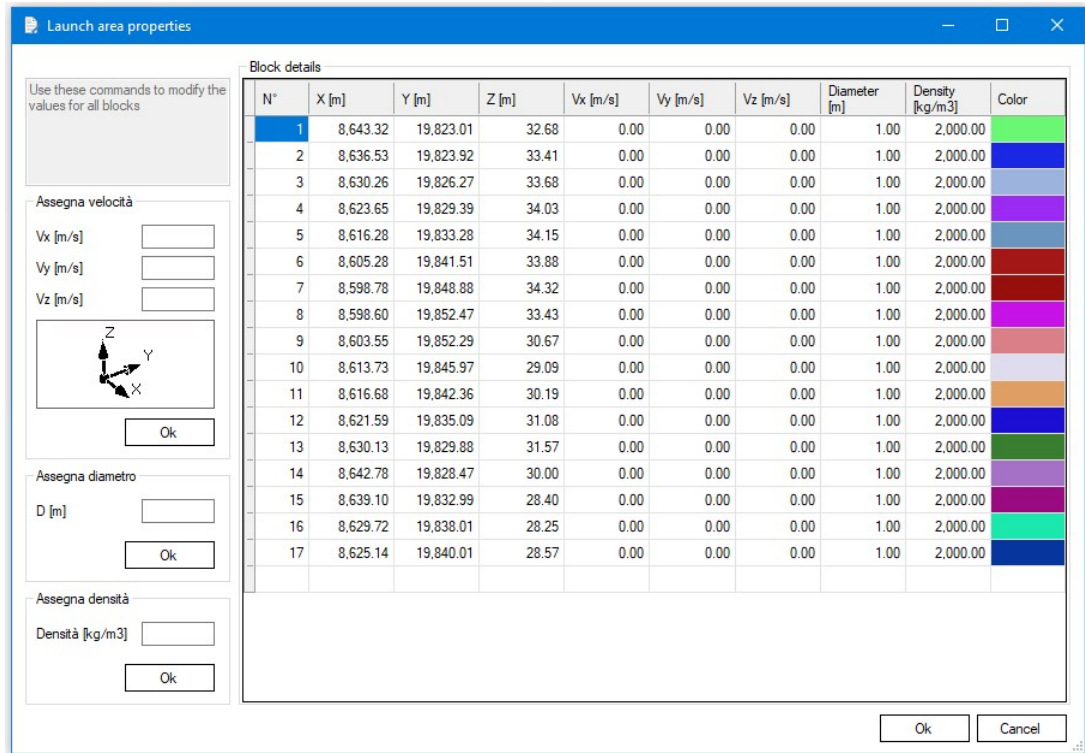 Launch area properties
Use these commands to modify the
values for all blocks
Assegna velocità
Vx [m/s]
Vy [m/s]
Vz [m/s]
Z
Y
X
Ok
Assegna diametro
D [m]
Ok
Assegna densità
Densità [kg/m3]
Ok
Block details
N° X [m] Y [m] Z [m] Vx [m/s] Vy [m/s] Vz [m/s] Diameter [m] Density [kg/m3] Color
1 8,643.32 19,823.01 32.68 0.00 0.00 0.00 1.00 2,000.00
2 8,636.53 19,823.92 33.41 0.00 0.00 0.00 1.00 2,000.00
3 8,630.26 19,826.27 33.68 0.00 0.00 0.00 1.00 2,000.00
4 8,623.65 19,829.39 34.03 0.00 0.00 0.00 1.00 2,000.00
5 8,616.28 19,833.28 34.15 0.00 0.00 0.00 1.00 2,000.00
6 8,605.28 19,841.51 33.88 0.00 0.00 0.00 1.00 2,000.00
7 8,598.78 19,848.88 34.32 0.00 0.00 0.00 1.00 2,000.00
8 8,598.60 19,852.47 33.43 0.00 0.00 0.00 1.00 2,000.00
9 8,603.55 19,852.29 30.67 0.00 0.00 0.00 1.00 2,000.00
10 8,613.73 19,845.97 29.09 0.00 0.00 0.00 1.00 2,000.00
11 8,616.68 19,842.36 30.19 0.00 0.00 0.00 1.00 2,000.00
12 8,621.59 19,835.09 31.08 0.00 0.00 0.00 1.00 2,000.00
13 8,630.13 19,829.88 31.57 0.00 0.00 0.00 1.00 2,000.00
14 8,642.78 19,828.47 30.00 0.00 0.00 0.00 1.00 2,000.00
15 8,639.10 19,832.99 28.40 0.00 0.00 0.00 1.00 2,000.00
16 8,629.72 19,838.01 28.25 0.00 0.00 0.00 1.00 2,000.00
17 8,625.14 19,840.01 28.57 0.00 0.00 0.00 1.00 2,000.00
Ok Cancel